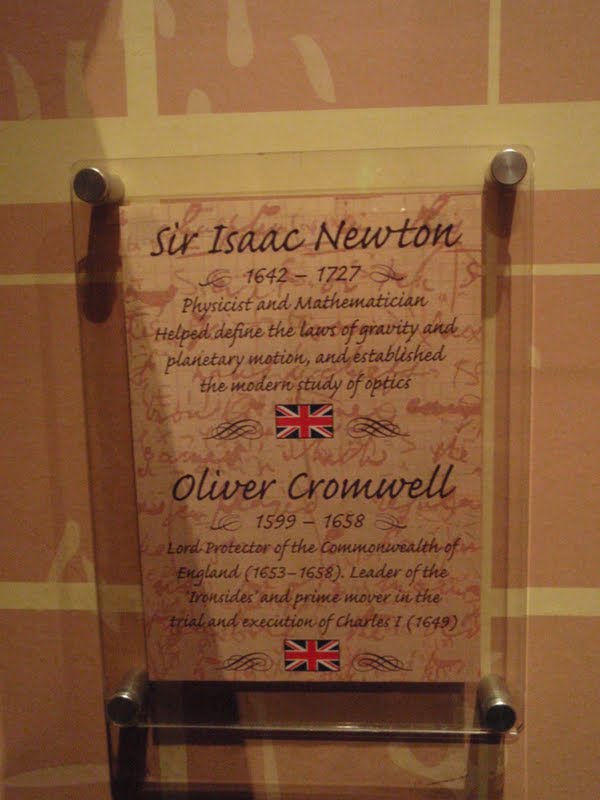 Sir Isaac Newton
1642 – 1727
Physicist and Mathematician
Helped define the laws of gravity and
planetary motion, and established
the modern study of optics
Oliver Cromwell
1599 – 1658
Lord Protector of the Commonwealth of
England (1653–1658). Leader of the
'Ironsides' and prime mover in the
trial and execution of Charles I (1649)